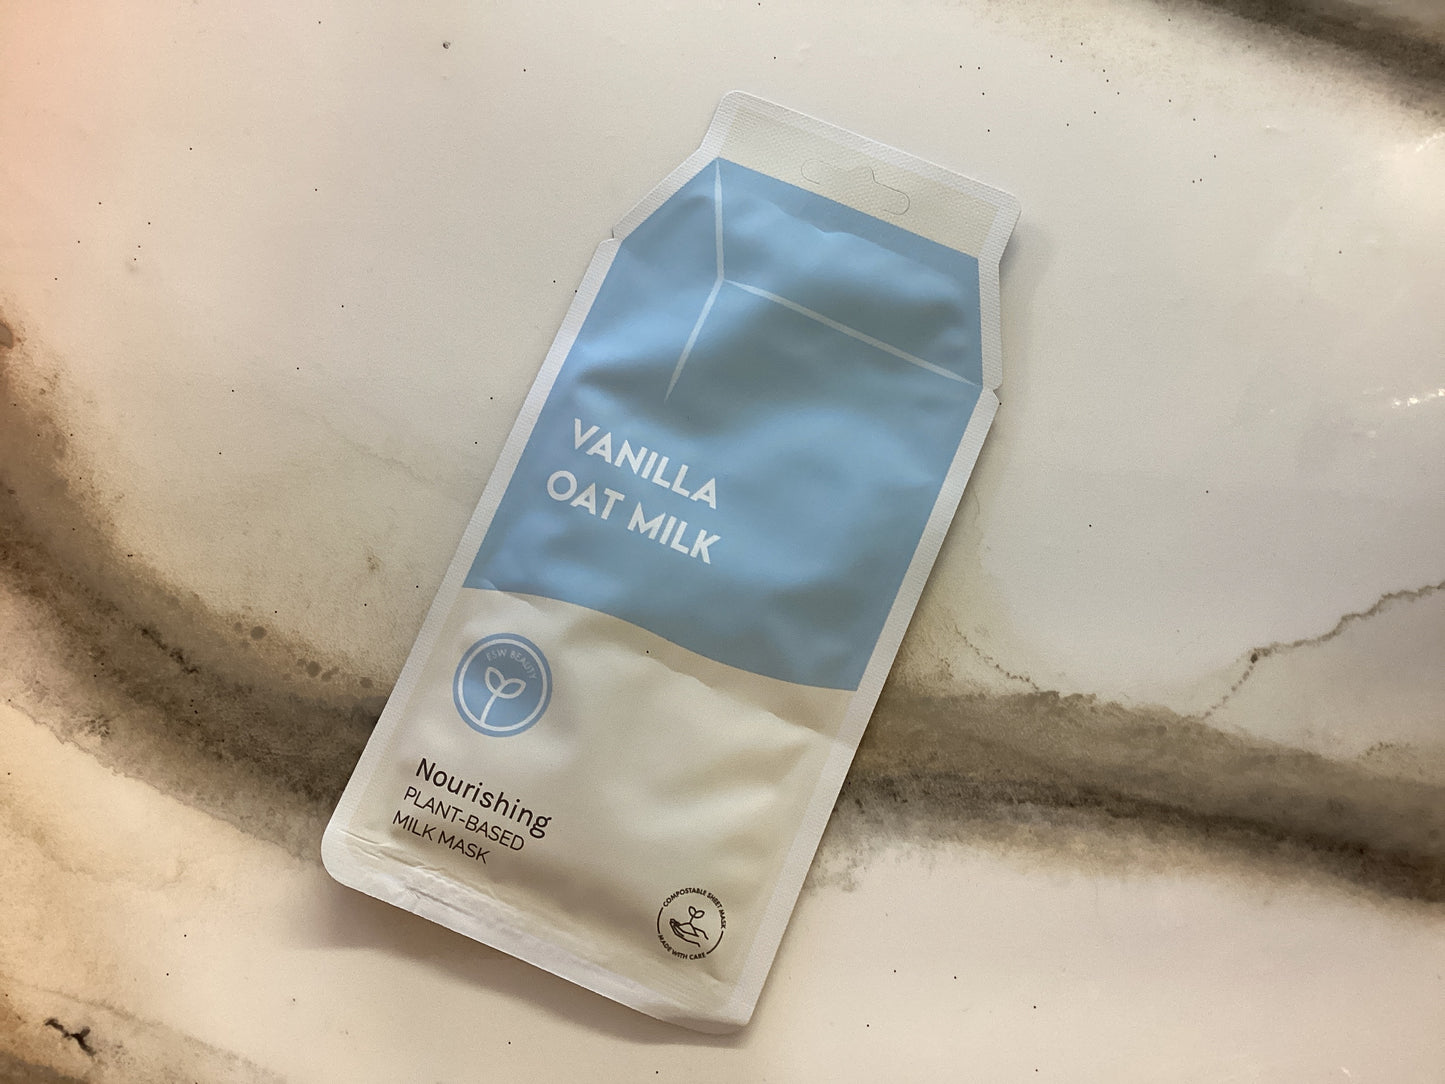 VANILLA
OAT MILK
ESW BEAUTY
Nourishing
PLANT-BASED
MILK MASK
COMPOSTABLE SHEET MASK
MADE WITH CARE